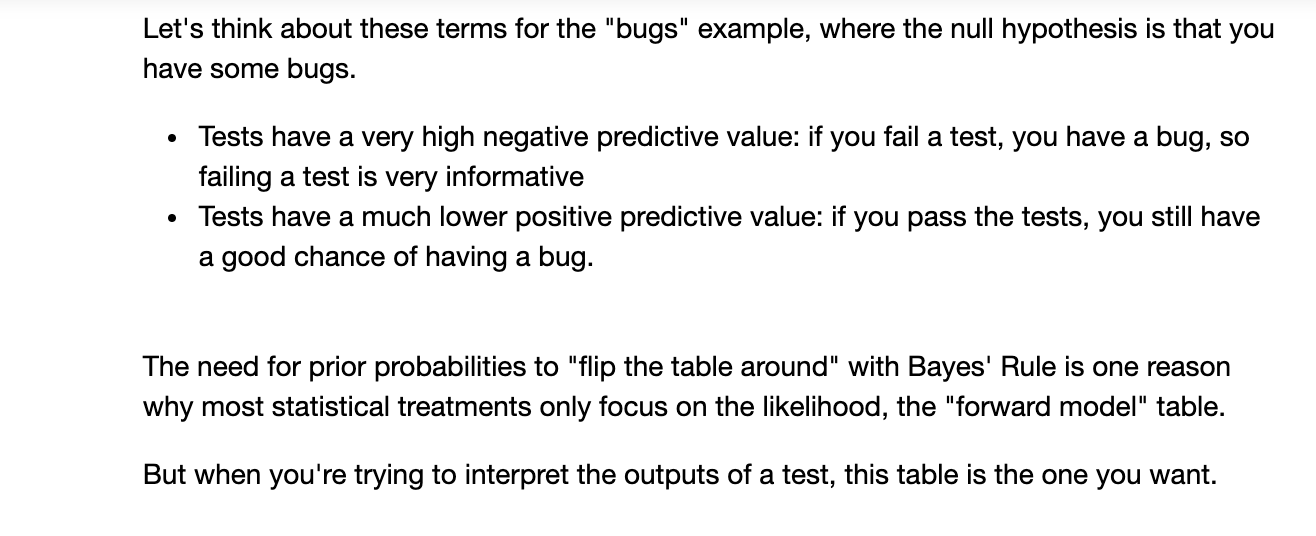 Let's think about these terms for the "bugs" example, where the null hypothesis is that you
have some bugs.
• Tests have a very high negative predictive value: if you fail a test, you have a bug, so
failing a test is very informative
• Tests have a much lower positive predictive value: if you pass the tests, you still have
a good chance of having a bug.
The need for prior probabilities to "flip the table around" with Bayes' Rule is one reason
why most statistical treatments only focus on the likelihood, the "forward model" table.
But when you're trying to interpret the outputs of a test, this table is the one you want.